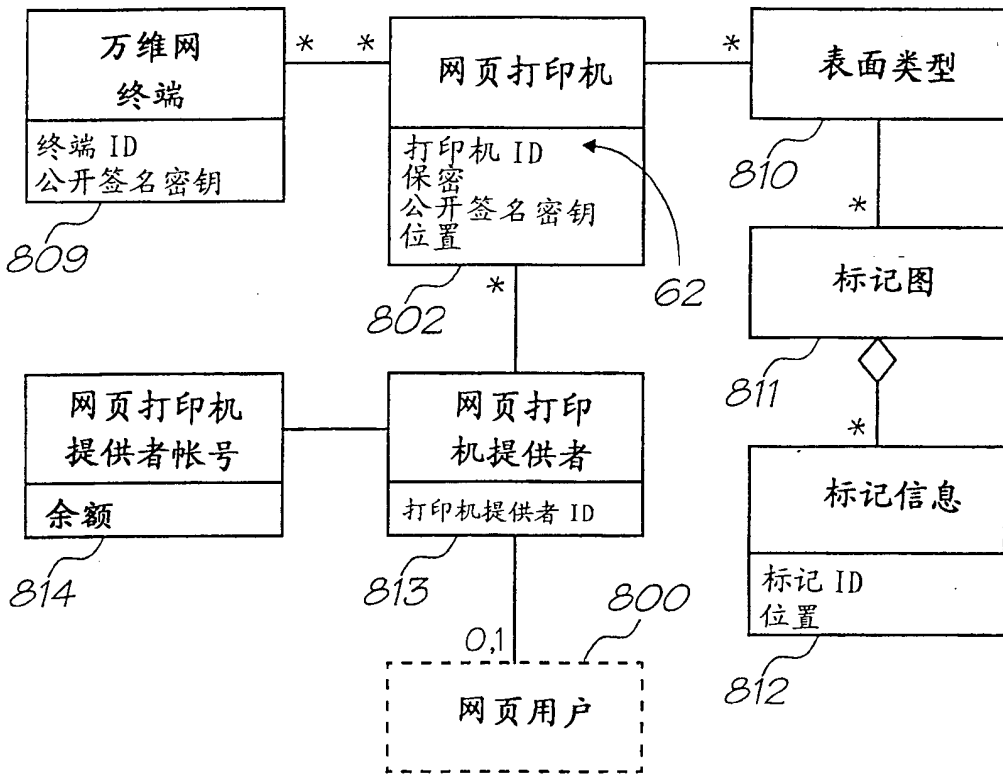 万维网
终端
终端 ID
公开签名密钥
809
*
*
网页打印机
打印机 ID
保密
公开签名密钥
位置
802
62
*
*
表面类型
810
*
标记图
811
*
标记信息
标记 ID
位置
812
网页打印机
提供者帐号
余额
814
网页打印
机提供者
打印机提供者 ID
813
0,1
800
网页用户